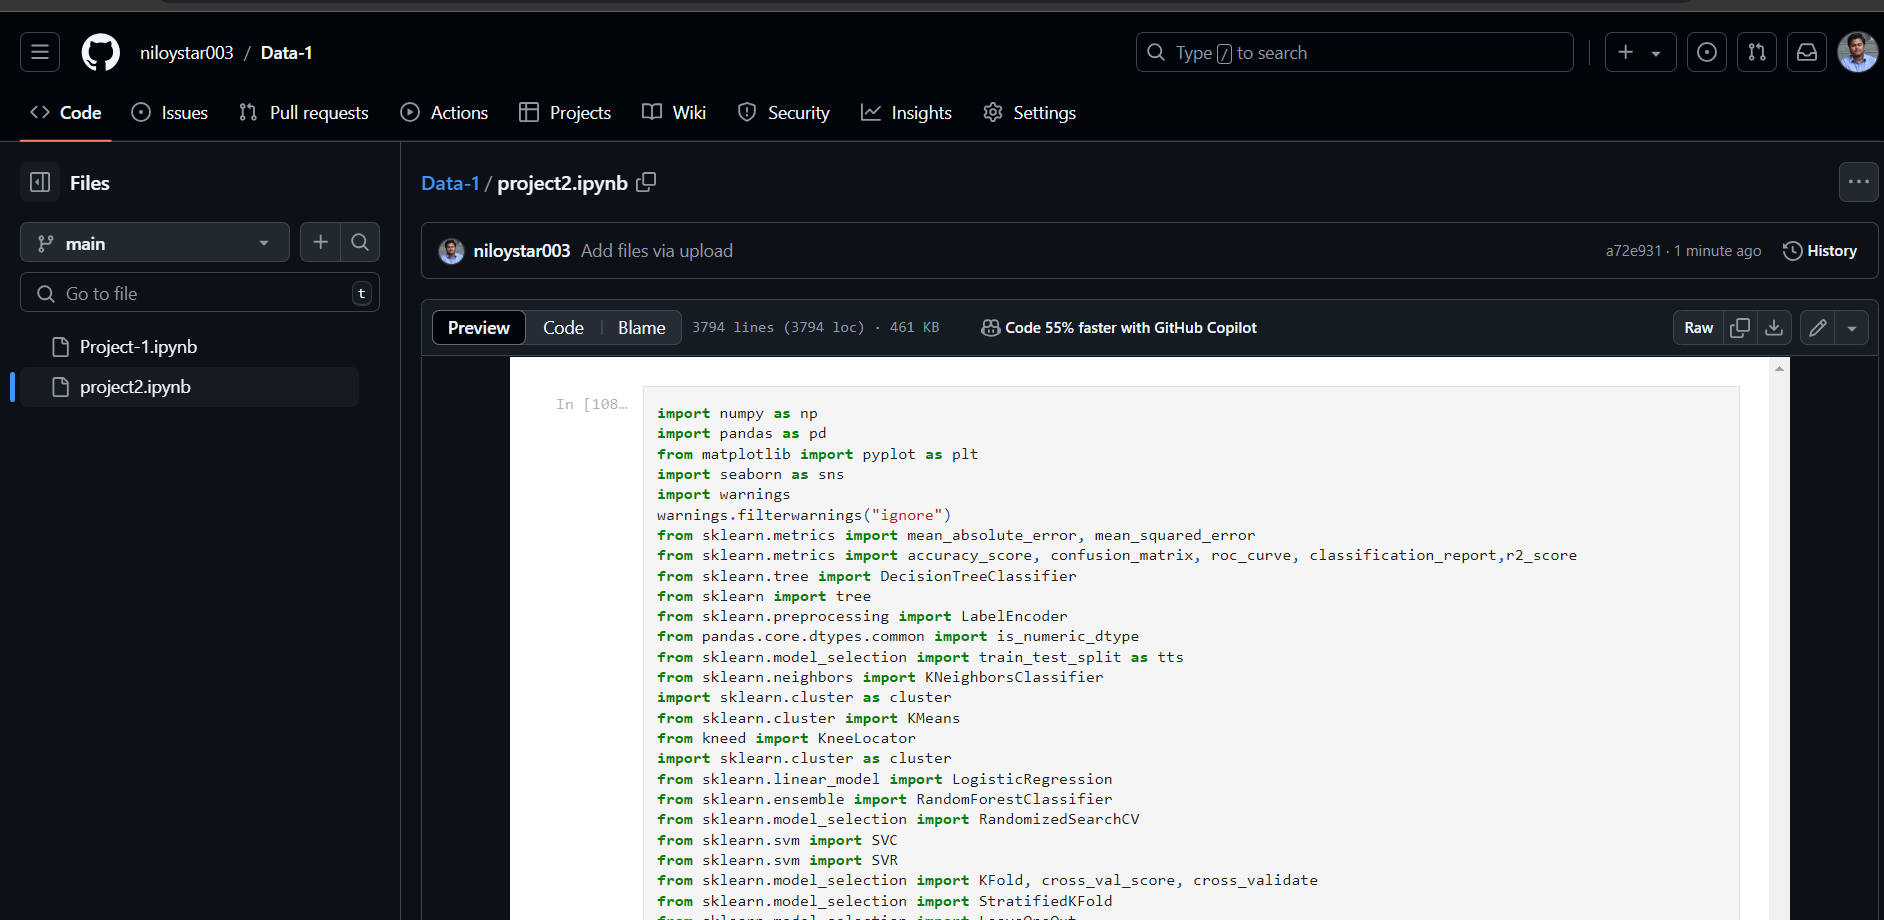 niloystar003 / Data-1
Type / to search
Code
Issues
Pull requests
Actions
Projects
Wiki
Security
Insights
Settings
Files
main
Go to file
t
Project-1.ipynb
project2.ipynb
Data-1 / project2.ipynb
niloystar003 Add files via upload
a72e931 · 1 minute ago
History
Preview
Code
Blame
3794 lines (3794 loc) · 461 KB
Code 55% faster with GitHub Copilot
Raw
In [108…
import numpy as np
import pandas as pd
from matplotlib import pyplot as plt
import seaborn as sns
import warnings
warnings.filterwarnings("ignore")
from sklearn.metrics import mean_absolute_error, mean_squared_error
from sklearn.metrics import accuracy_score, confusion_matrix, roc_curve, classification_report,r2_score
from sklearn.tree import DecisionTreeClassifier
from sklearn import tree
from sklearn.preprocessing import LabelEncoder
from pandas.core.dtypes.common import is_numeric_dtype
from sklearn.model_selection import train_test_split as tts
from sklearn.neighbors import KNeighborsClassifier
import sklearn.cluster as cluster
from sklearn.cluster import KMeans
from kneed import KneeLocator
import sklearn.cluster as cluster
from sklearn.linear_model import LogisticRegression
from sklearn.ensemble import RandomForestClassifier
from sklearn.model_selection import RandomizedSearchCV
from sklearn.svm import SVC
from sklearn.svm import SVR
from sklearn.model_selection import KFold, cross_val_score, cross_validate
from sklearn.model_selection import StratifiedKFold
from sklearn.model_selection import LeaveOneOut